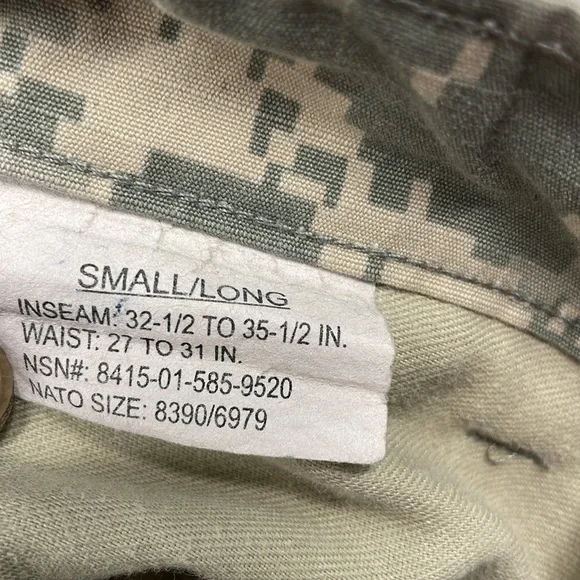 SMALL/LONG
INSEAM: 32-1/2 TO 35-1/2 IN.
WAIST: 27 TO 31 IN.
NSN#: 8415-01-585-9520
NATO SIZE: 8390/6979